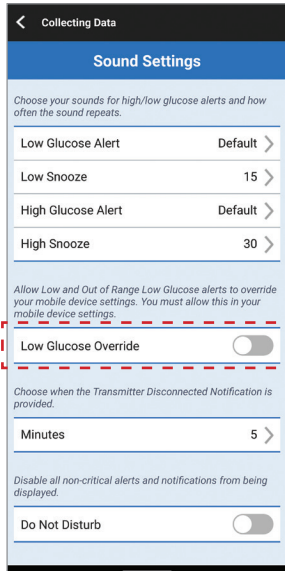 Collecting Data
Sound Settings
Choose your sounds for high/low glucose alerts and how
often the sound repeats.
Low Glucose Alert Default
Low Snooze 15
High Glucose Alert Default
High Snooze 30
Allow Low and Out of Range Low Glucose alerts to override
your mobile device settings. You must allow this in your
mobile device settings.
Low Glucose Override
Choose when the Transmitter Disconnected Notification is
provided.
Minutes 5
Disable all non-critical alerts and notifications from being
displayed.
Do Not Disturb